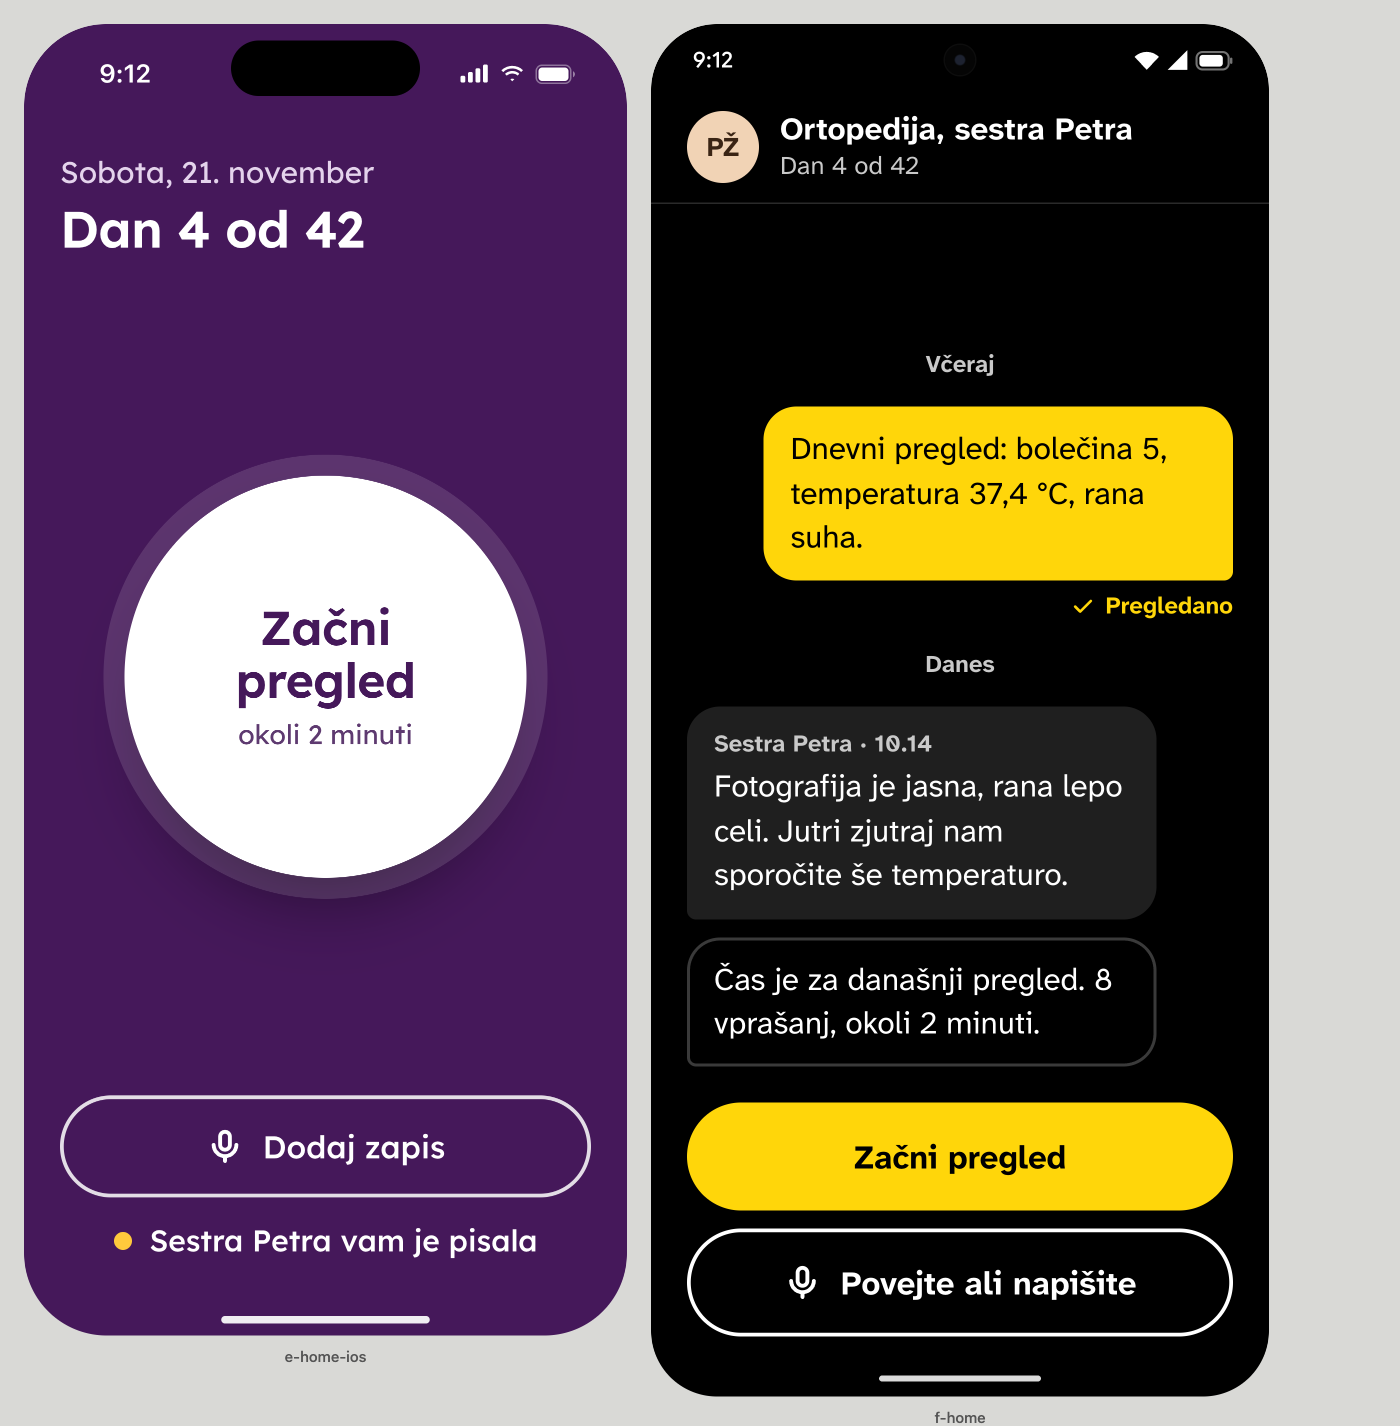 9:12
Sobota, 21. november
Dan 4 od 42
Začni
pregled
okoli 2 minuti
Dodaj zapis
Sestra Petra vam je pisala
e-home-ios
9:12
PŽ
Ortopedija, sestra Petra
Dan 4 od 42
Včeraj
Dnevni pregled: bolečina 5,
temperatura 37,4 °C, rana
suha.
Pregledano
Danes
Sestra Petra · 10.14
Fotografija je jasna, rana lepo
celi. Jutri zjutraj nam
sporočite še temperaturo.
Čas je za današnji pregled. 8
vprašanj, okoli 2 minuti.
Začni pregled
Povejte ali napišite
f-home